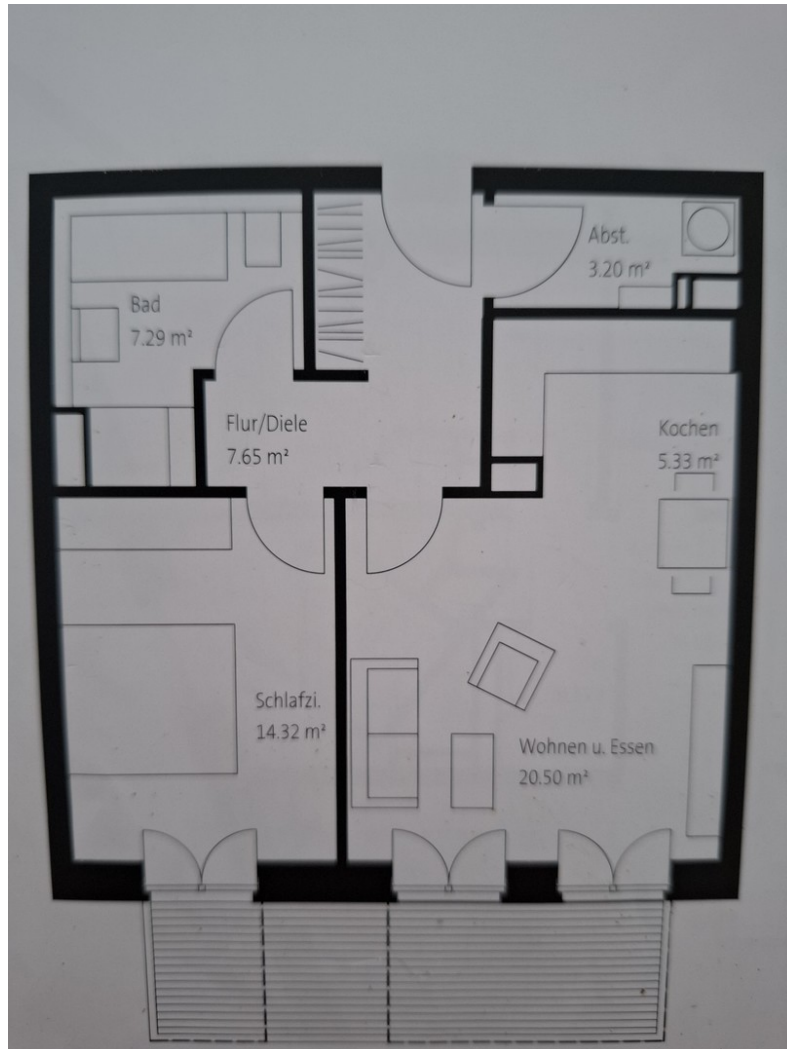 Abst.
3.20 m²
Bad
7.29 m²
Flur/Diele
7.65 m²
Kochen
5.33 m²
Schlafzi.
14.32 m²
Wohnen u. Essen
20.50 m²